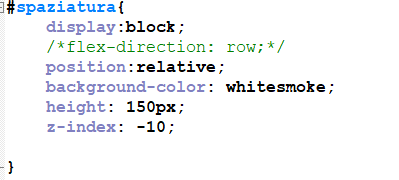 #spaziatura{
display:block;
/*flex-direction: row;*/
position:relative;
background-color: whitesmoke;
height: 150px;
z-index: -10;
}